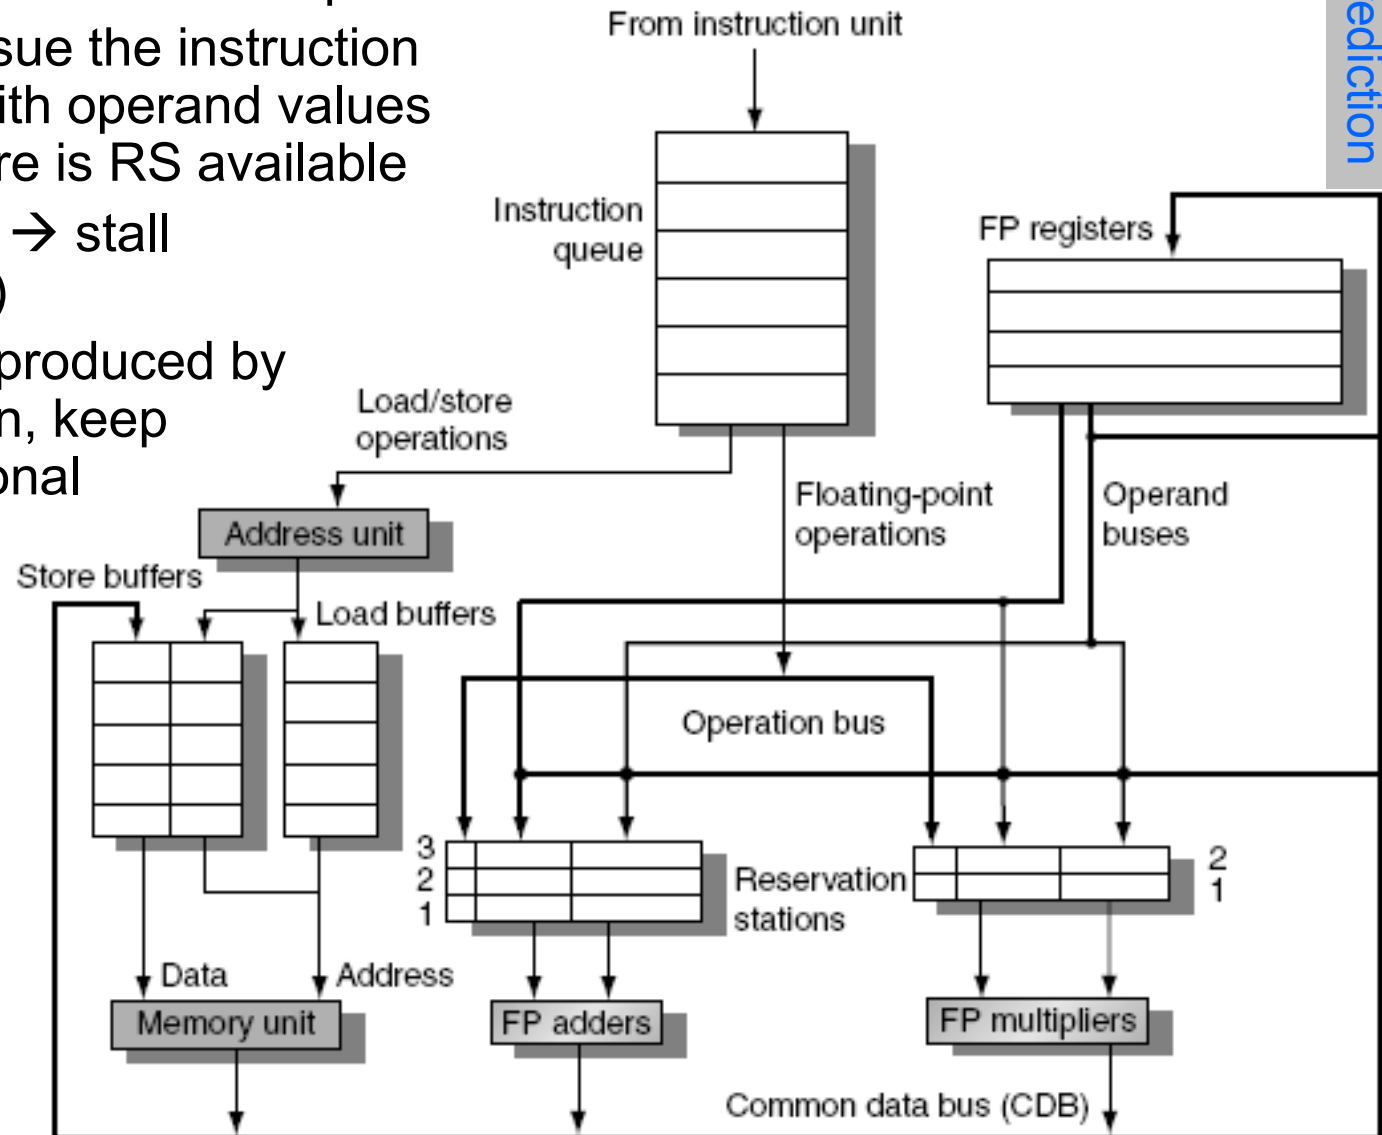 sue the instruction
ith operand values
re is RS available
→ stall
)
produced by
n, keep
onal
ediction
From instruction unit
Instruction
queue
FP registers
Load/store
operations
Floating-point
operations
Operand
buses
Address unit
Store buffers
Load buffers
Operation bus
3
2
1
Reservation
stations
2
1
Data
Address
Memory unit
FP adders
FP multipliers
Common data bus (CDB)